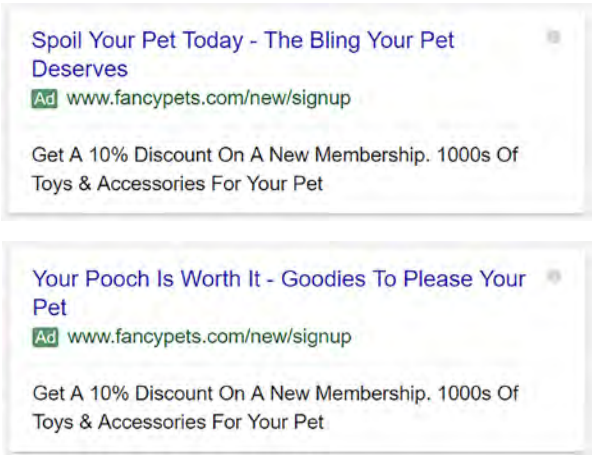 Spoil Your Pet Today - The Bling Your Pet
Deserves
Ad www.fancypets.com/new/signup
Get A 10% Discount On A New Membership. 1000s Of
Toys & Accessories For Your Pet
Your Pooch Is Worth It - Goodies To Please Your
Pet
Ad www.fancypets.com/new/signup
Get A 10% Discount On A New Membership. 1000s Of
Toys & Accessories For Your Pet